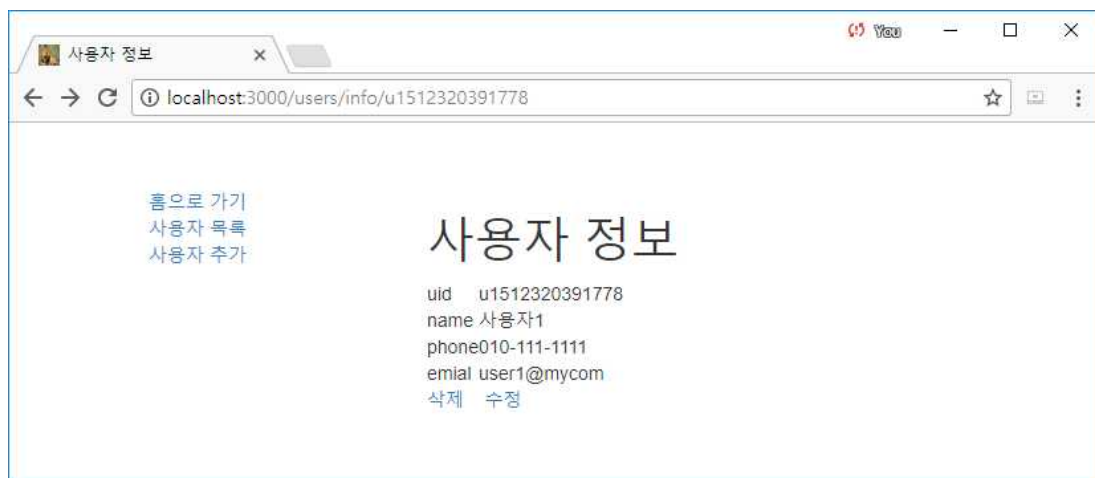 You
사용자 정보
localhost:3000/users/info/u1512320391778
홈으로 가기
사용자 목록
사용자 추가
사용자 정보
uid u1512320391778
name 사용자1
phone010-111-1111
emial user1@mycom
삭제 수정